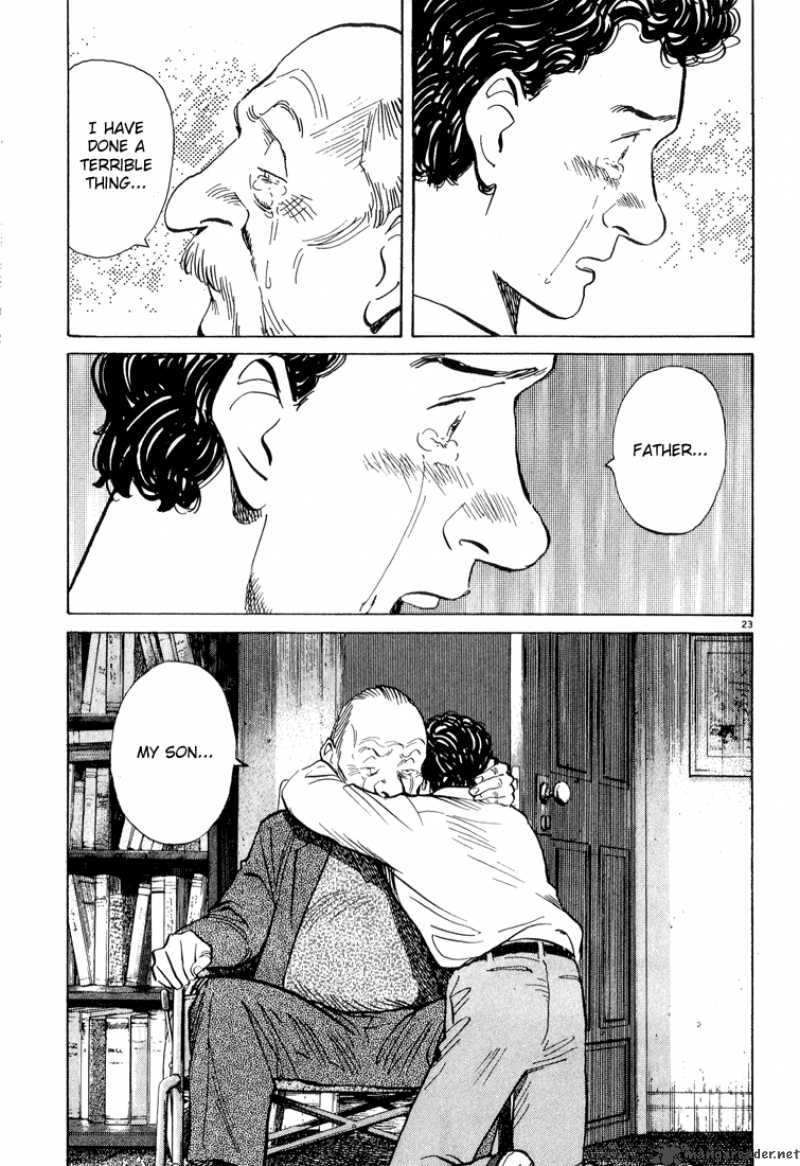 I HAVE
DONE A
TERRIBLE
THING...
FATHER...
23
MY SON...
mangareader.net